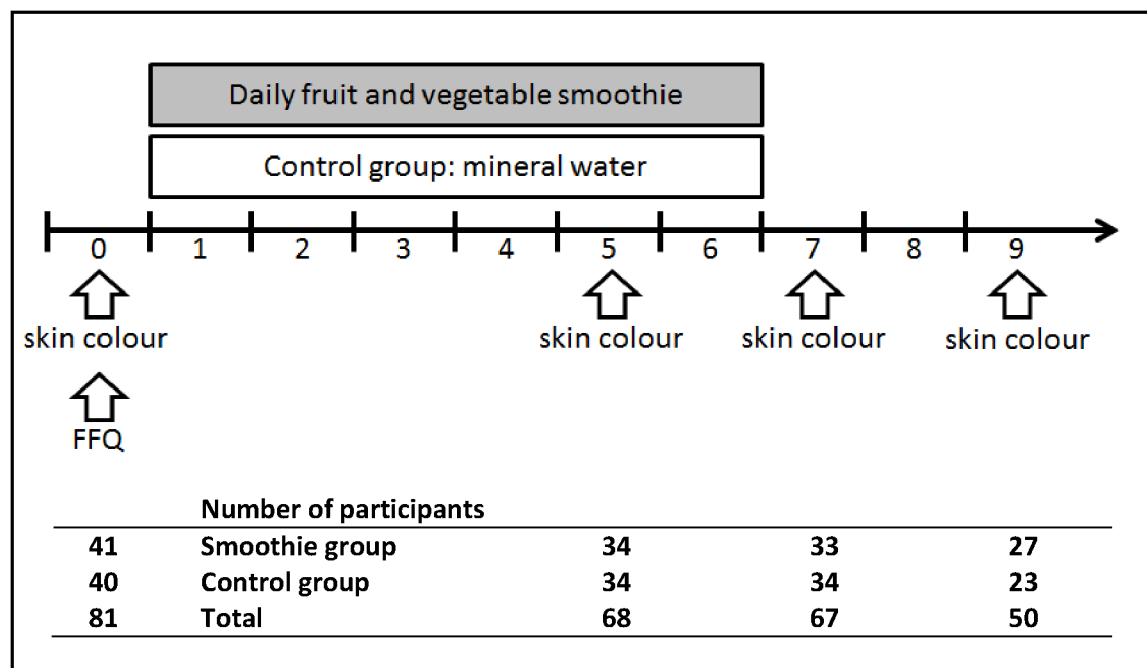 Daily fruit and vegetable smoothie
Control group: mineral water
0 1 2 3 4 5 6 7 8 9
skin colour skin colour skin colour skin colour
FFQ
Number of participants
41 Smoothie group 34 33 27
40 Control group 34 34 23
81 Total 68 67 50